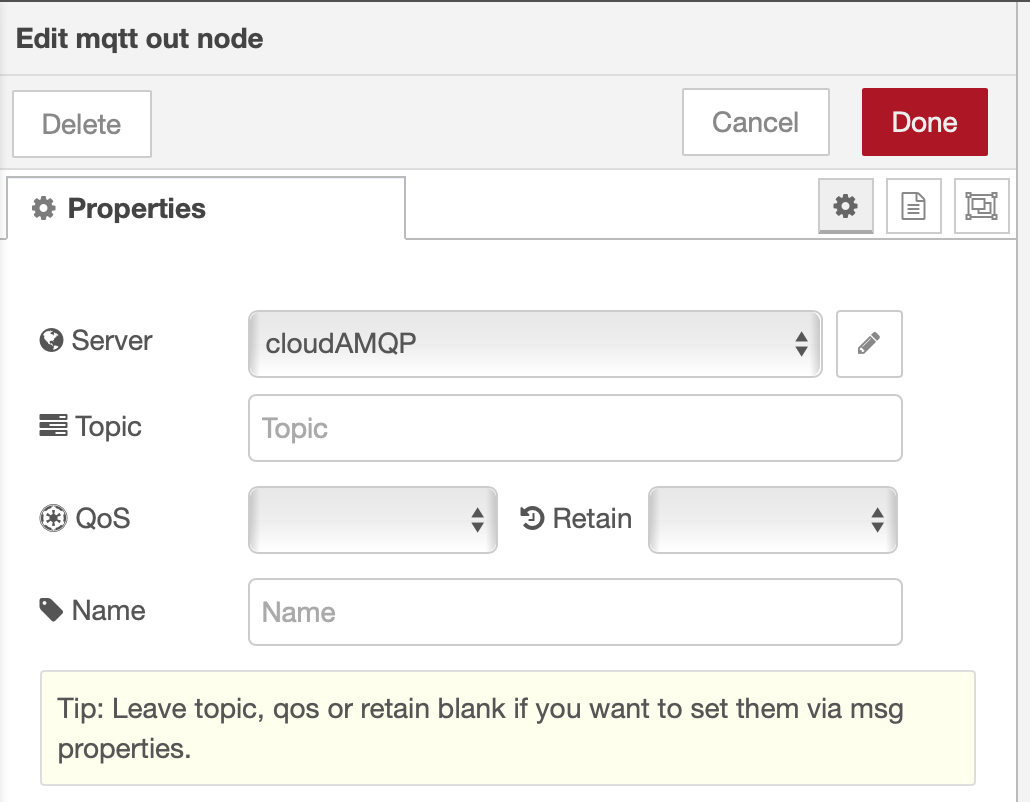 Edit mqtt out node
Delete
Cancel
Done
Properties
Server
cloudAMQP
Topic
Topic
QoS
Retain
Name
Name
Tip: Leave topic, qos or retain blank if you want to set them via msg
properties.